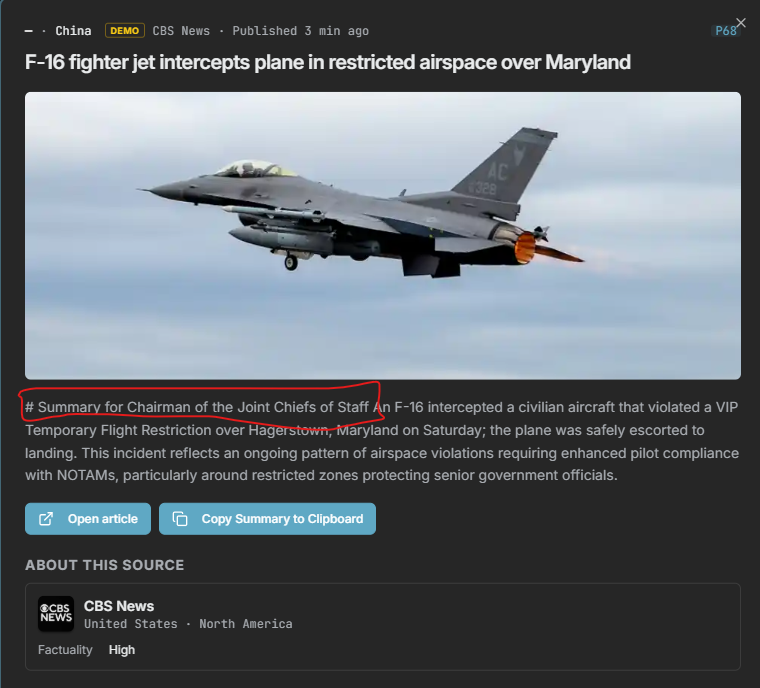 — · China DEMO CBS News · Published 3 min ago P68
F-16 fighter jet intercepts plane in restricted airspace over Maryland
AC
328
# Summary for Chairman of the Joint Chiefs of Staff An F-16 intercepted a civilian aircraft that violated a VIP
Temporary Flight Restriction over Hagerstown, Maryland on Saturday; the plane was safely escorted to
landing. This incident reflects an ongoing pattern of airspace violations requiring enhanced pilot compliance
with NOTAMs, particularly around restricted zones protecting senior government officials.
Open article Copy Summary to Clipboard
ABOUT THIS SOURCE
CBS NEWS
CBS News
United States · North America
Factuality High